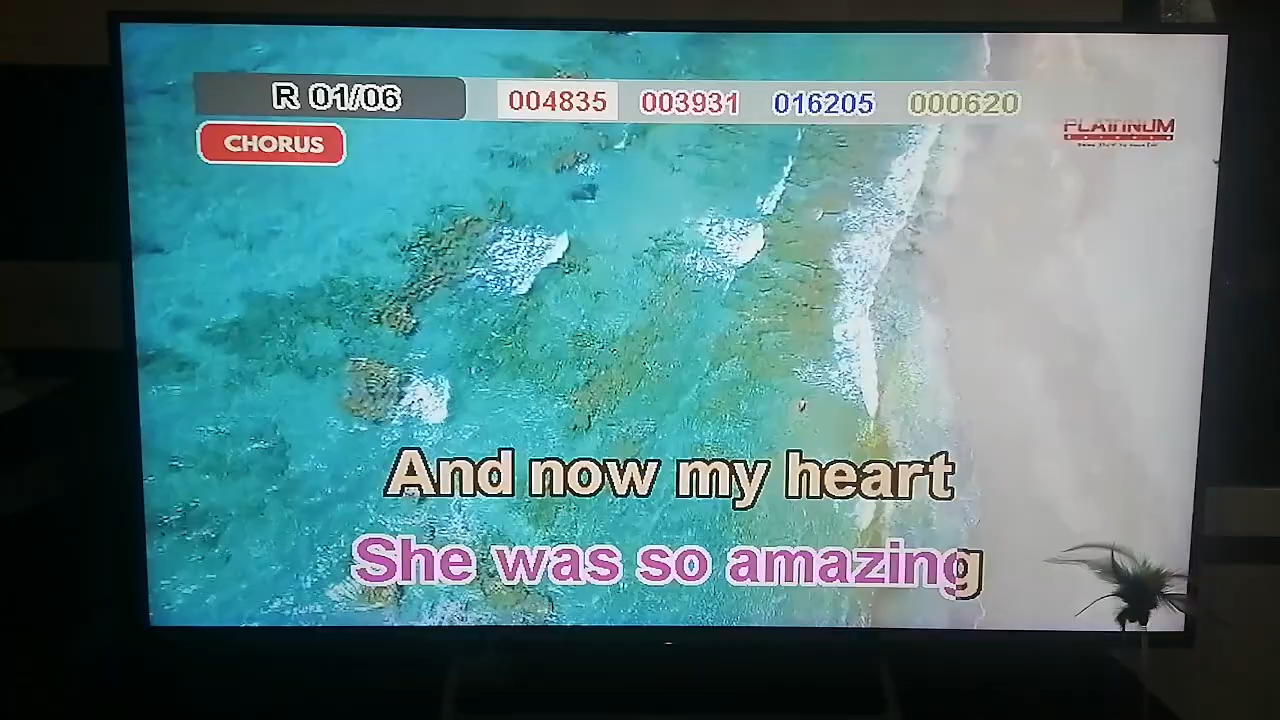 R 01/06 004835 003931 016205 000620
CHORUS
PLATINUM
And now my heart
She was so amazing